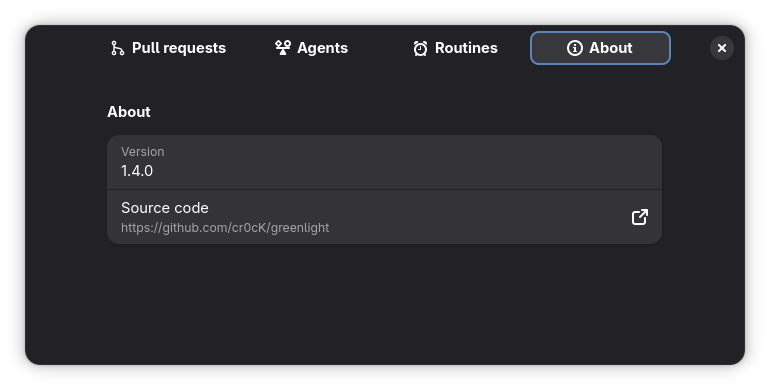 Pull requests
Agents
Routines
About
About
Version
1.4.0
Source code
https://github.com/cr0cK/greenlight